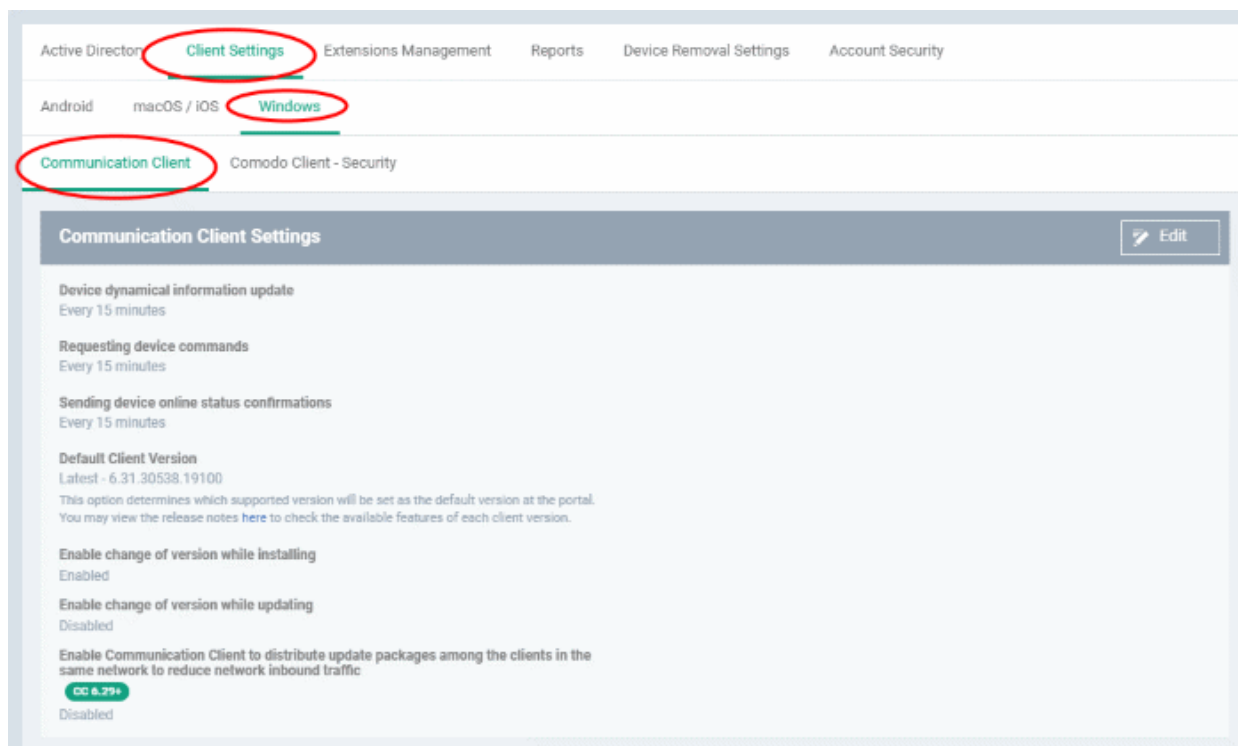 Active Directory Client Settings Extensions Management Reports Device Removal Settings Account Security
Android macOS / iOS Windows
Communication Client Comodo Client - Security
Communication Client Settings Edit
Device dynamical information update
Every 15 minutes
Requesting device commands
Every 15 minutes
Sending device online status confirmations
Every 15 minutes
Default Client Version
Latest - 6.31.30538.19100
This option determines which supported version will be set as the default version at the portal.
You may view the release notes here to check the available features of each client version.
Enable change of version while installing
Enabled
Enable change of version while updating
Disabled
Enable Communication Client to distribute update packages among the clients in the
same network to reduce network inbound traffic
CC 6.29+
Disabled